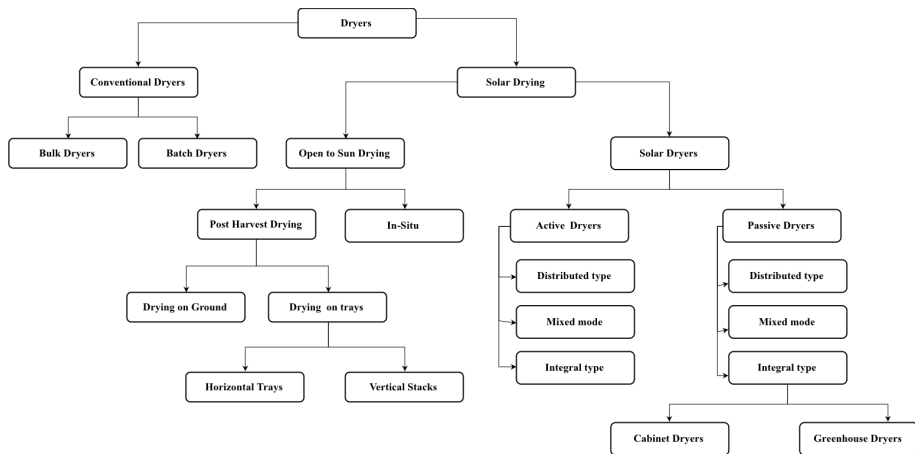 Dryers
Conventional Dryers
Solar Drying
Bulk Dryers
Batch Dryers
Open to Sun Drying
Solar Dryers
Post Harvest Drying
In-Situ
Active Dryers
Passive Dryers
Distributed type
Distributed type
Drying on Ground
Drying on trays
Mixed mode
Mixed mode
Integral type
Integral type
Horizontal Trays
Vertical Stacks
Cabinet Dryers
Greenhouse Dryers